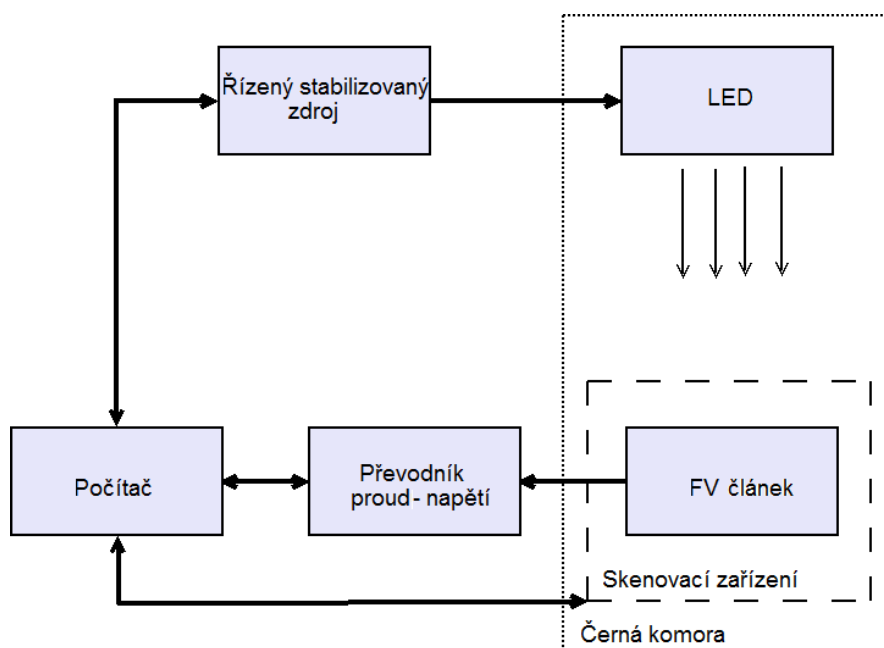 Řízený stabilizovaný
zdroj
LED
Počítač
Převodník
proud - napětí
FV článek
Skenovací zařízení
Černá komora